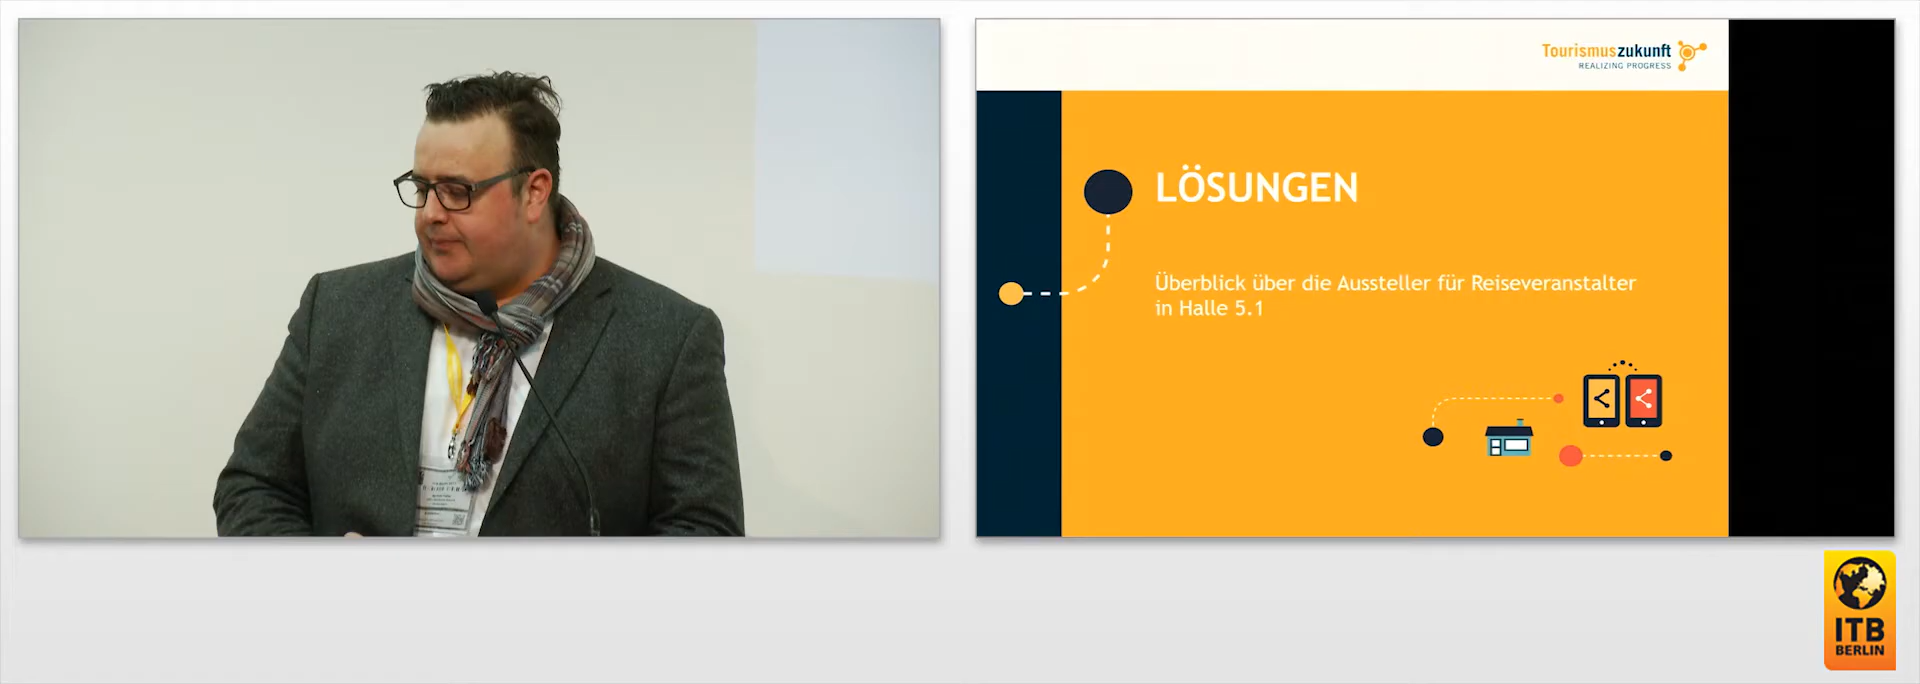 Tourismuszukunft
REALIZING PROGRESS
LÖSUNGEN
Überblick über die Aussteller für Reiseveranstalter
in Halle 5.1
ITB
BERLIN